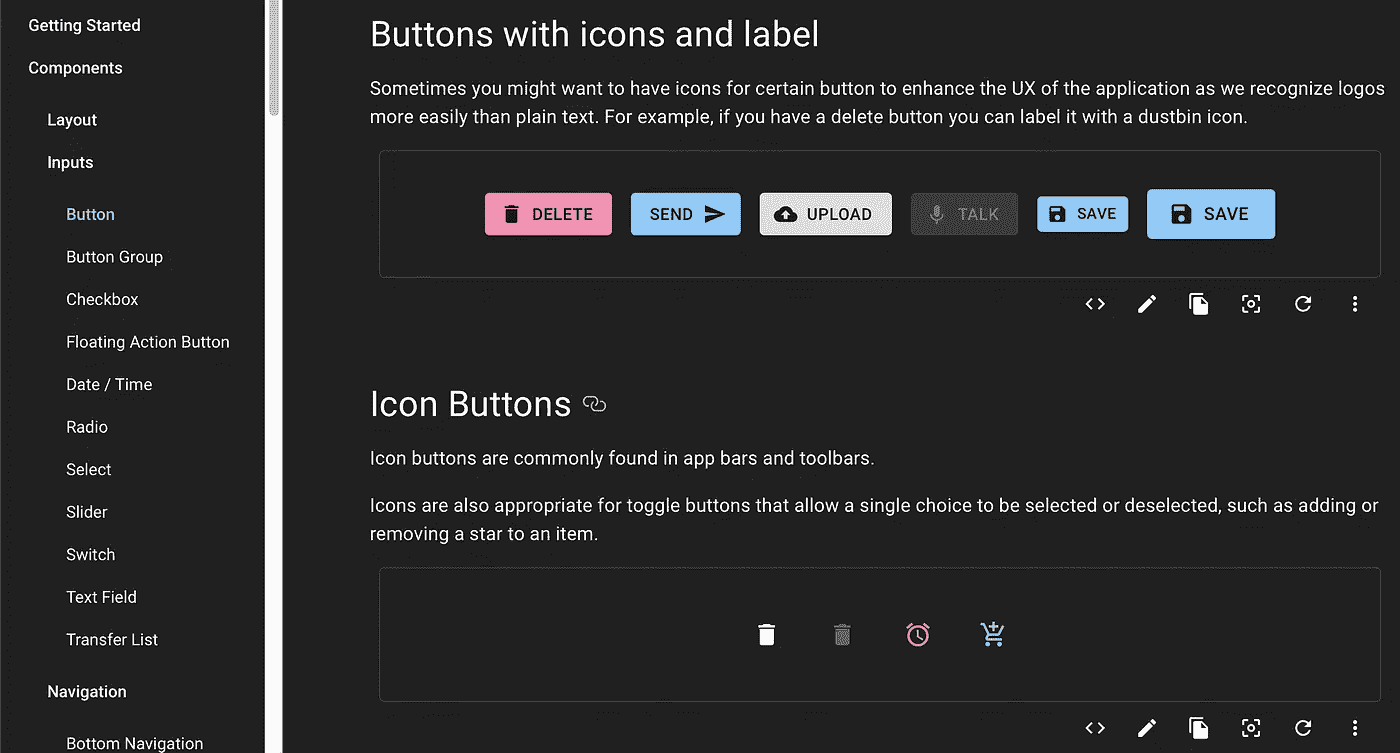 Getting Started
Components
Layout
Inputs
Button
Button Group
Checkbox
Floating Action Button
Date / Time
Radio
Select
Slider
Switch
Text Field
Transfer List
Navigation
Bottom Navigation
Buttons with icons and label
Sometimes you might want to have icons for certain button to enhance the UX of the application as we recognize logos
more easily than plain text. For example, if you have a delete button you can label it with a dustbin icon.
DELETE SEND UPLOAD TALK SAVE SAVE
Icon Buttons
Icon buttons are commonly found in app bars and toolbars.
Icons are also appropriate for toggle buttons that allow a single choice to be selected or deselected, such as adding or
removing a star to an item.